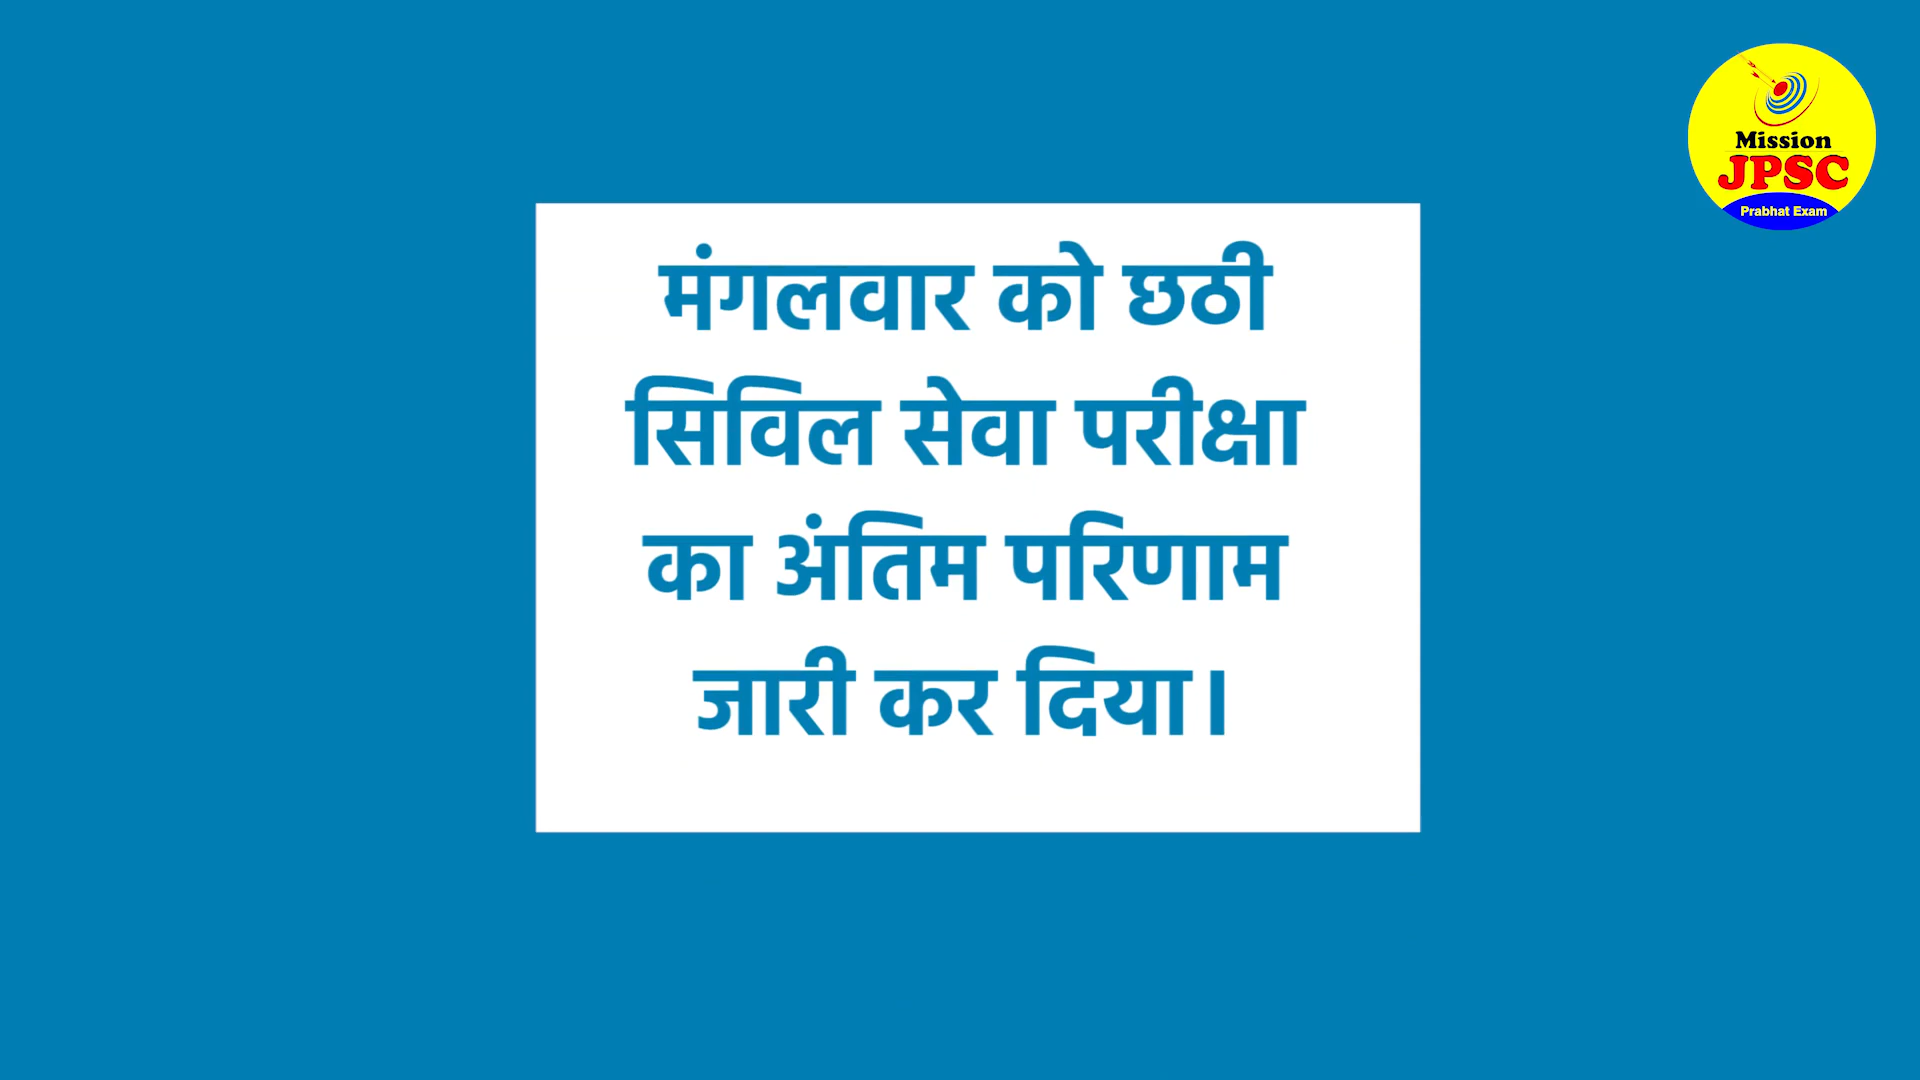 मंगलवार को छठी
सिविल सेवा परीक्षा
का अंतिम परिणाम
जारी कर दिया।
Mission
JPSC
Prabhat Exam